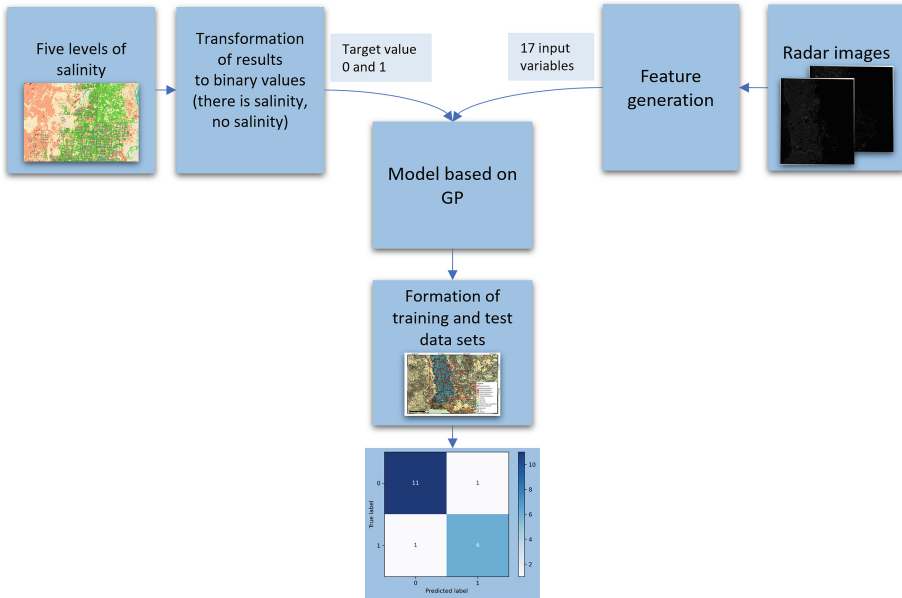 Five levels of
salinity
Transformation
of results
to binary values
(there is salinity,
no salinity)
Target value
0 and 1
17 input
variables
Feature
generation
Radar images
Model based on
GP
Formation of
training and test
data sets
True label
0
1
11
1
1
6
0
1
Predicted label
10
8
6
4
2